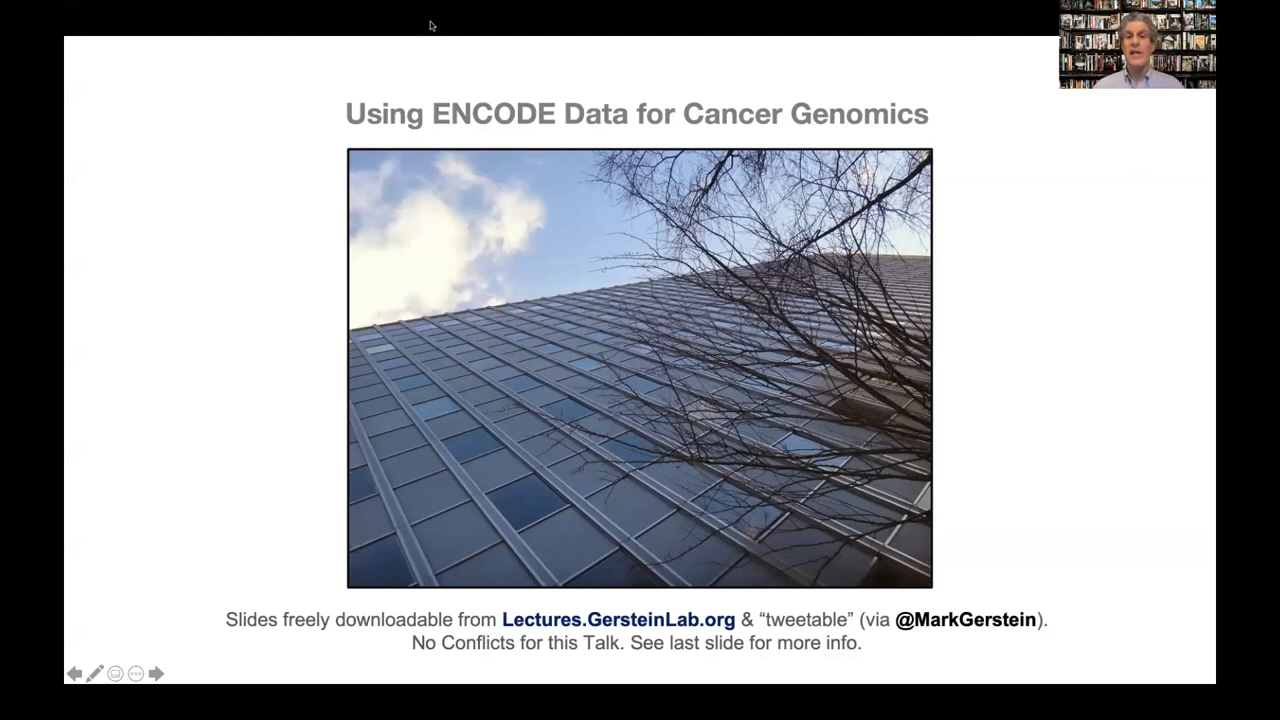 Using ENCODE Data for Cancer Genomics
Slides freely downloadable from Lectures.GersteinLab.org & “tweetable” (via @MarkGerstein).
No Conflicts for this Talk. See last slide for more info.